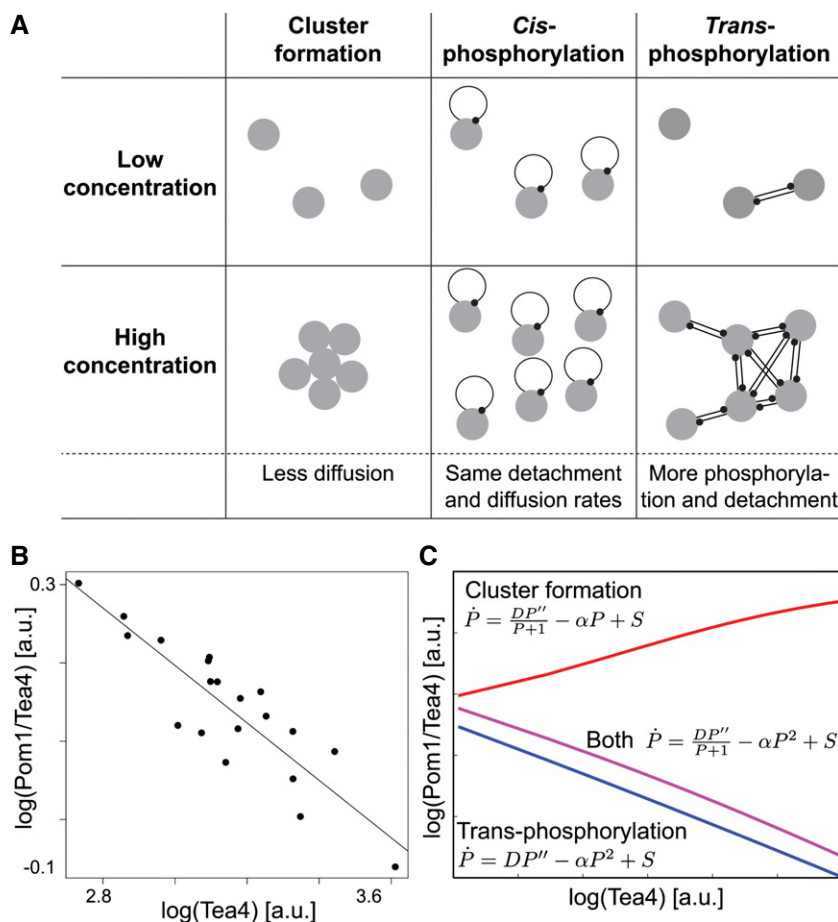 A
Cluster
formation
Cis-
phosphorylation
Trans-
phosphorylation
Low
concentration
High
concentration
Less diffusion
Same detachment
and diffusion rates
More phosphoryla-
tion and detachment
B
0.3
-0.1
log(Pom1/Tea4) [a.u.]
2.8
3.6
log(Tea4) [a.u.]
C
log(Pom1/Tea4) [a.u.]
Cluster formation
Ṗ = DP″/(P+1) − αP + S
Both Ṗ = DP″/(P+1) − αP² + S
Trans-phosphorylation
Ṗ = DP″ − αP² + S
log(Tea4) [a.u.]